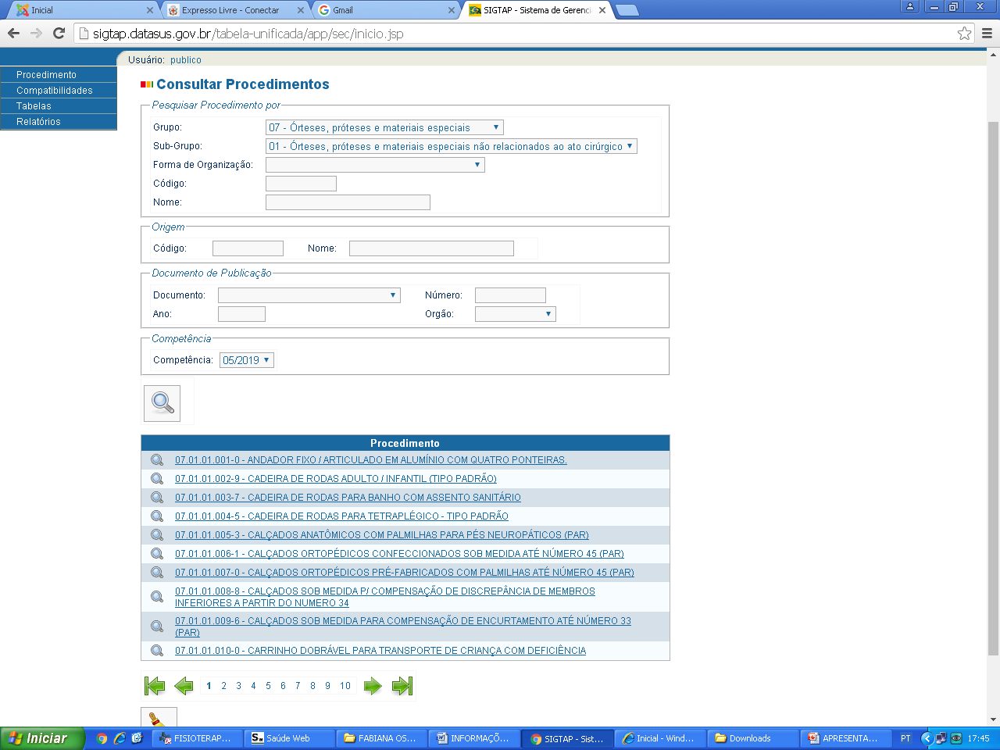 Inicial
Expresso Livre - Conectar
Gmail
SIGTAP - Sistema de Gerenci
sigtap.datasus.gov.br/tabela-unificada/app/sec/inicio.jsp
Usuário: publico
Procedimento
Compatibilidades
Tabelas
Relatórios
Consultar Procedimentos
Pesquisar Procedimento por
Grupo: 07 - Órteses, próteses e materiais especiais
Sub-Grupo: 01 - Órteses, próteses e materiais especiais não relacionados ao ato cirúrgico
Forma de Organização:
Código:
Nome:
Origem
Código: Nome:
Documento de Publicação
Documento: Número:
Ano: Orgão:
Competência
Competência: 05/2019
Procedimento
07.01.01.001-0 - ANDADOR FIXO / ARTICULADO EM ALUMÍNIO COM QUATRO PONTEIRAS.
07.01.01.002-9 - CADEIRA DE RODAS ADULTO / INFANTIL (TIPO PADRÃO)
07.01.01.003-7 - CADEIRA DE RODAS PARA BANHO COM ASSENTO SANITÁRIO
07.01.01.004-5 - CADEIRA DE RODAS PARA TETRAPLÉGICO - TIPO PADRÃO
07.01.01.005-3 - CALÇADOS ANATÔMICOS COM PALMILHAS PARA PÉS NEUROPÁTICOS (PAR)
07.01.01.006-1 - CALÇADOS ORTOPÉDICOS CONFECCIONADOS SOB MEDIDA ATÉ NÚMERO 45 (PAR)
07.01.01.007-0 - CALÇADOS ORTOPÉDICOS PRÉ-FABRICADOS COM PALMILHAS ATÉ NÚMERO 45 (PAR)
07.01.01.008-8 - CALÇADOS SOB MEDIDA P/ COMPENSAÇÃO DE DISCREPÂNCIA DE MEMBROS
INFERIORES A PARTIR DO NUMERO 34
07.01.01.009-6 - CALÇADOS SOB MEDIDA PARA COMPENSAÇÃO DE ENCURTAMENTO ATÉ NÚMERO 33
(PAR)
07.01.01.010-0 - CARRINHO DOBRÁVEL PARA TRANSPORTE DE CRIANÇA COM DEFICIÊNCIA
1 2 3 4 5 6 7 8 9 10
Iniciar
FISIOTERAP...
Saúde Web
FABIANA OS...
INFORMAÇÕ...
SIGTAP - Sist...
Inicial - Wind...
Downloads
APRESENTA...
PT
17:45